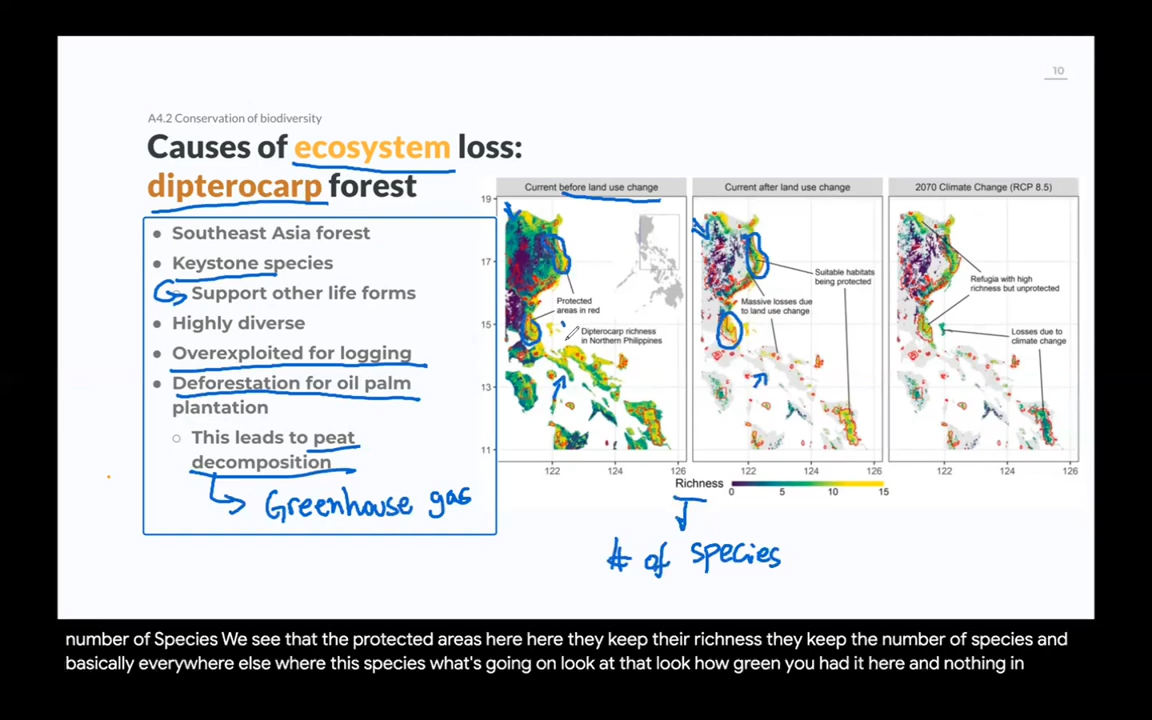 10
A4.2 Conservation of biodiversity
Causes of ecosystem loss:
dipterocarp forest
Southeast Asia forest
Keystone species
Support other life forms
Highly diverse
Overexploited for logging
Deforestation for oil palm
plantation
This leads to peat
decomposition
Greenhouse gas
Current before land use change
Current after land use change
2070 Climate Change (RCP 8.5)
19
17
15
13
11
Protected
areas in red
Dipterocarp richness
in Northern Philippines
Suitable habitats
being protected
Massive losses due
to land use change
Refugia with high
richness but unprotected
Losses due to
climate change
122 124 126 122 124 126 122 124 126
Richness 0 5 10 15
# of species
number of Species We see that the protected areas here here they keep their richness they keep the number of species and
basically everywhere else where this species what's going on look at that look how green you had it here and nothing in